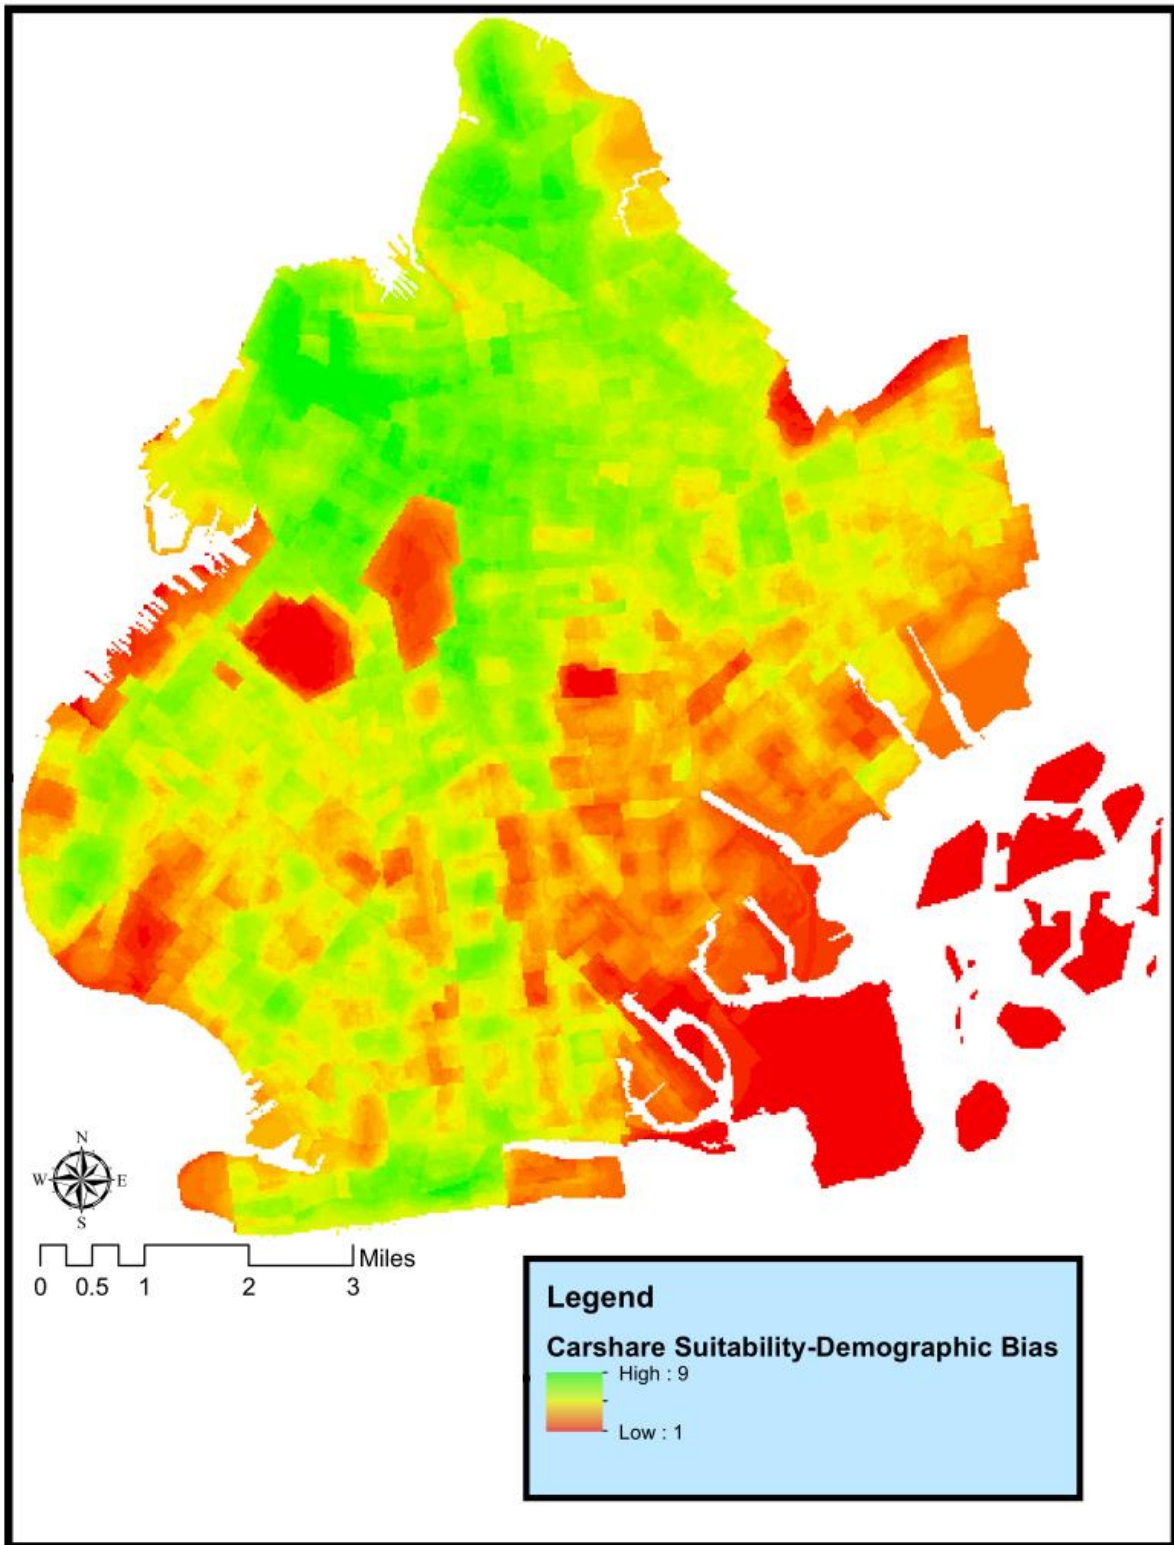 N
W E
S
Miles
0 0.5 1 2 3
Legend
Carshare Suitability-Demographic Bias
High : 9
Low : 1